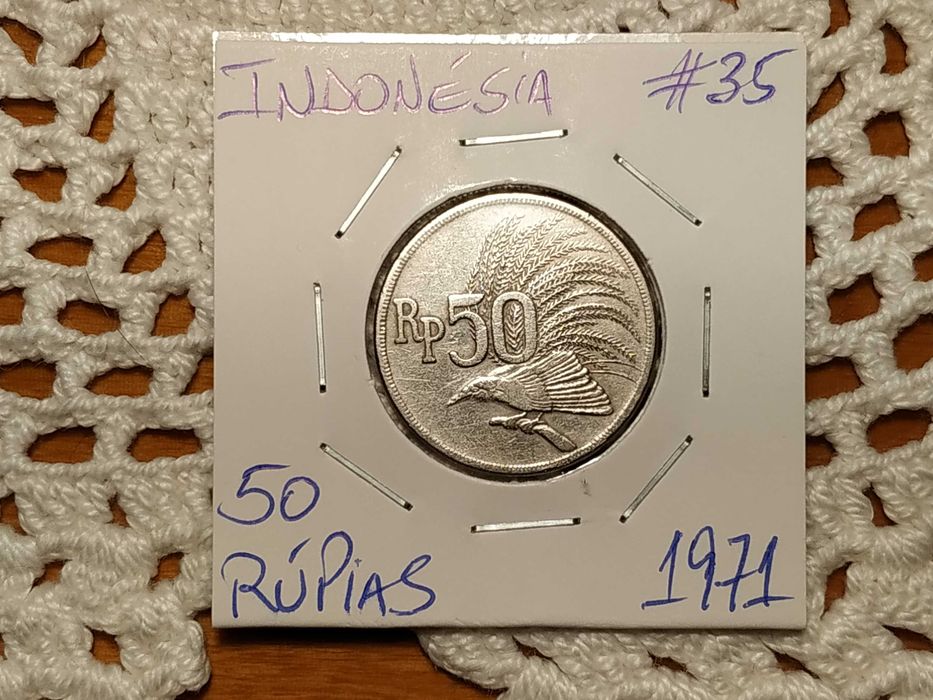 INDONÉSIA #35
RP50
50
RÚPIAS 1971